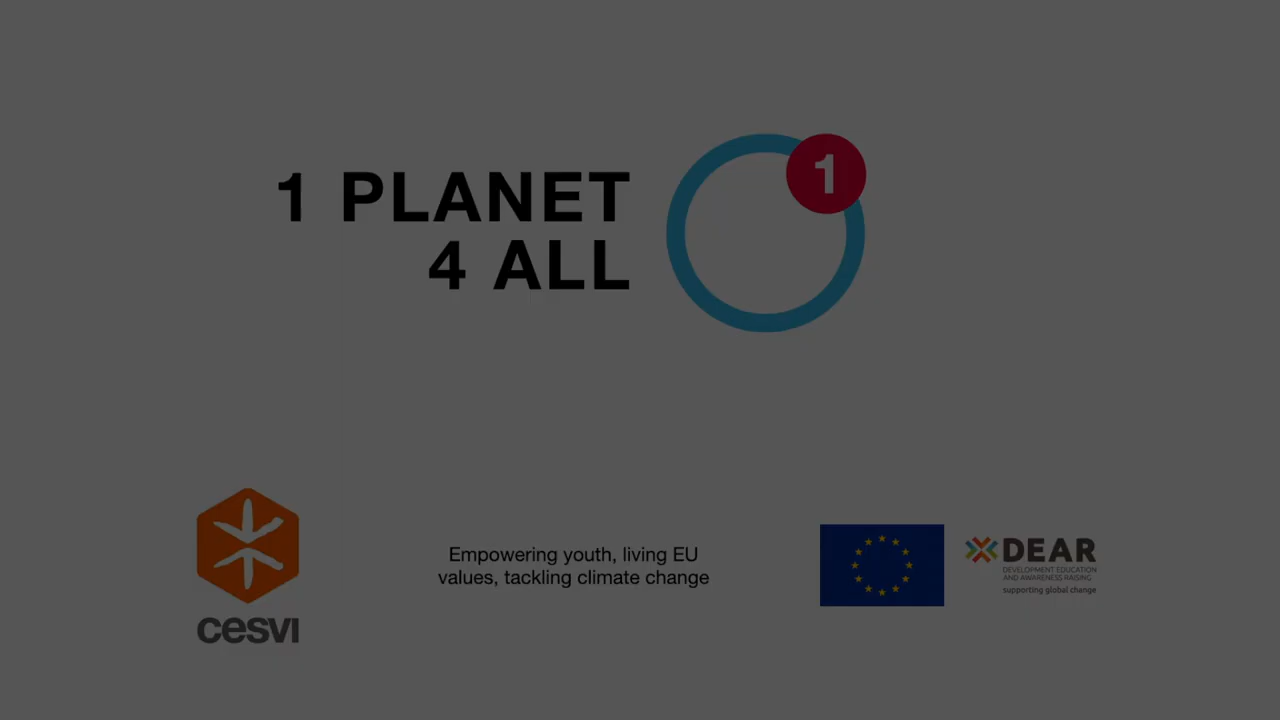 1 PLANET
4 ALL
1
cesvi
Empowering youth, living EU
values, tackling climate change
DEAR
DEVELOPMENT EDUCATION
AND AWARENESS RAISING
supporting global change